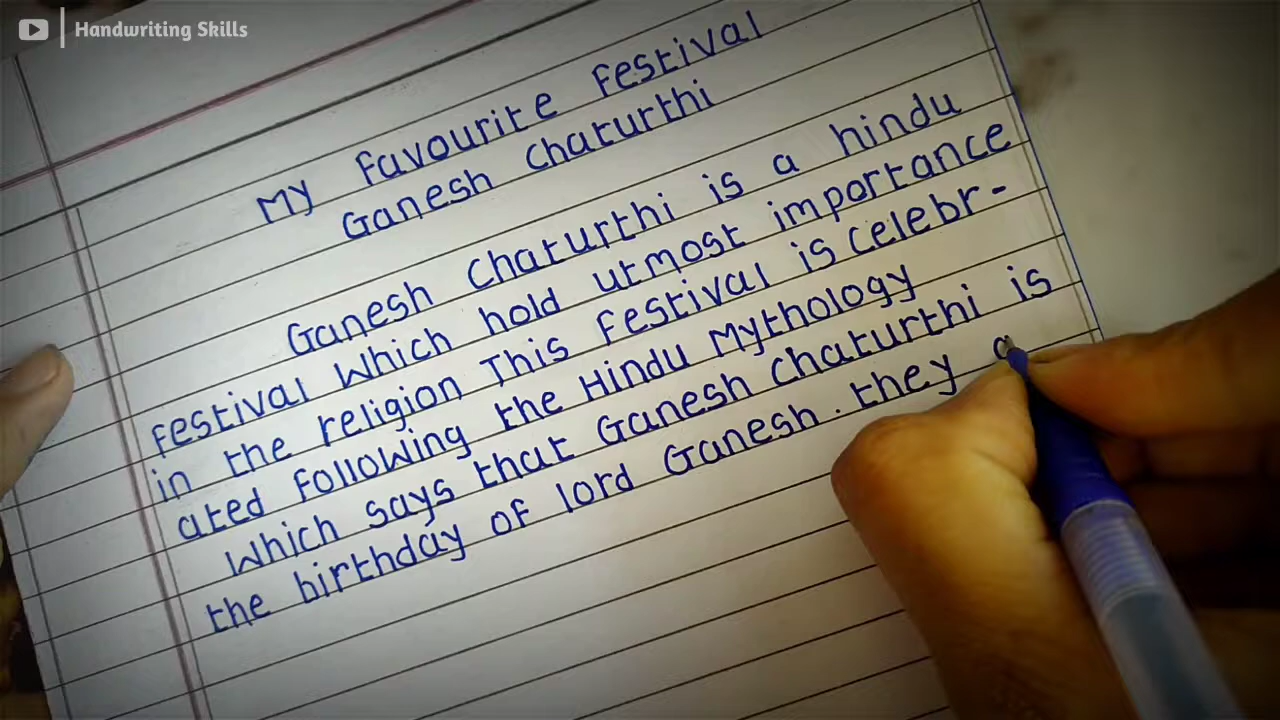 Handwriting Skills
My Favourite Festival
Ganesh Chaturthi
Ganesh Chaturthi is a hindu
Festival Which hold utmost importance
in the religion This Festival is celebr-
ated Following the Hindu Mythology
Which says that Ganesh Chaturthi is
the birthday of lord Ganesh. they a